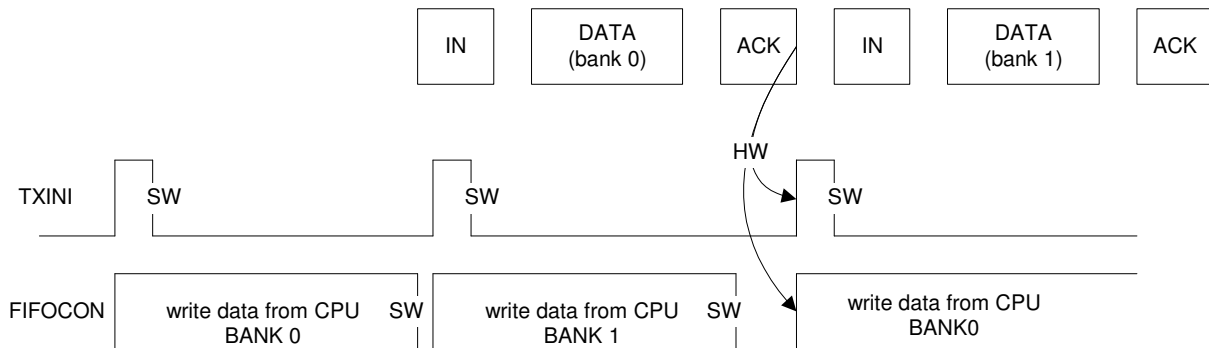 IN
DATA
(bank 0)
ACK
IN
DATA
(bank 1)
ACK
HW
TXINI
SW
SW
SW
FIFOCON
write data from CPU
BANK 0
SW
write data from CPU
BANK 1
SW
write data from CPU
BANK0